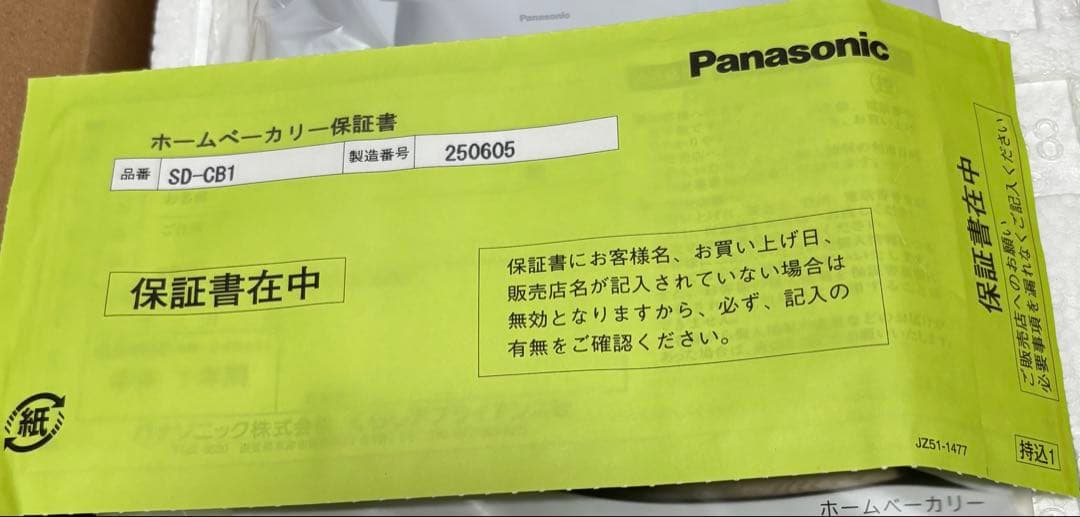 Panasonic
Panasonic
ホームベーカリー保証書
品番 SD-CB1 製造番号 250605
保証書在中
保証書にお客様名、お買い上げ日、
販売店名が記入されていない場合は
無効となりますから、必ず、記入の
有無をご確認ください。
保証書在中
ご販売店へのお願い
必要事項を漏れなくご記入ください
紙
JZ51-1477
持込1
ホームベーカリー